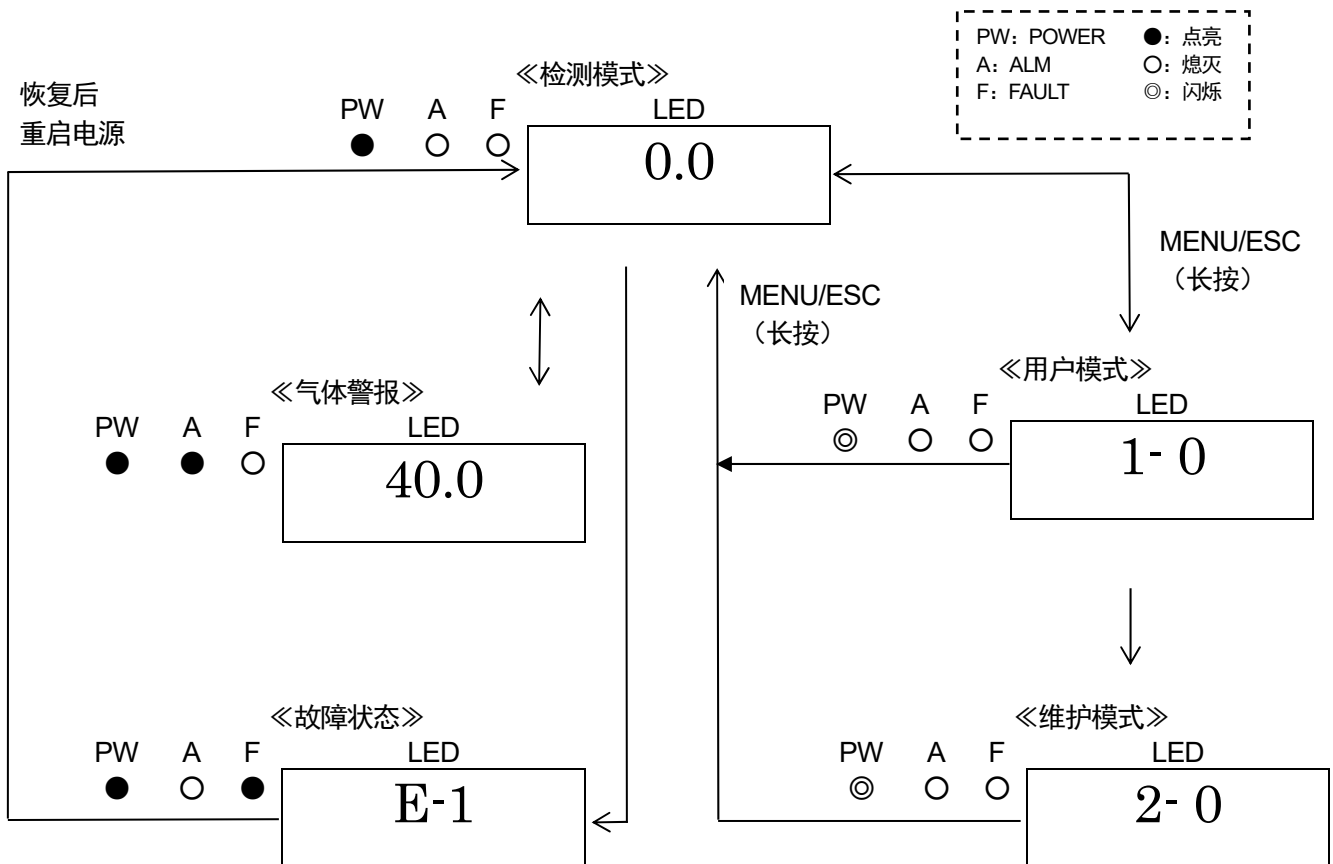 PW：POWER ●：点亮
A：ALM ○：熄灭
F：FAULT ◎：闪烁
恢复后
重启电源
≪检测模式≫
PW A F LED
● ○ ○
0.0
MENU/ESC
（长按）
MENU/ESC
（长按）
≪气体警报≫
PW A F LED
● ● ○
40.0
≪用户模式≫
PW A F LED
◎ ○ ○
1- 0
≪故障状态≫
PW A F LED
● ○ ●
E-1
≪维护模式≫
PW A F LED
◎ ○ ○
2- 0